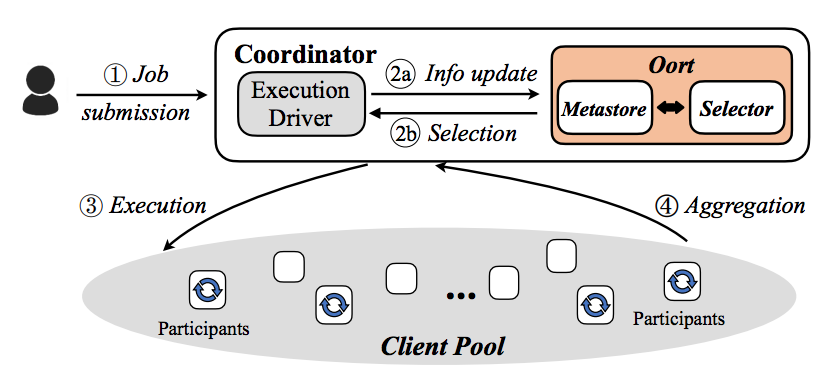 Coordinator
① Job
submission
Execution
Driver
2a Info update
2b Selection
Oort
Metastore
Selector
③ Execution
④ Aggregation
...
Participants
Participants
Client Pool